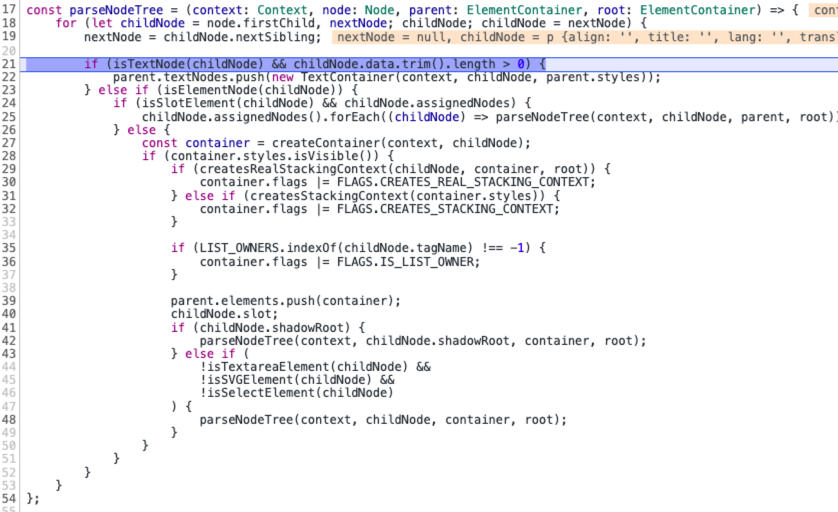 17 const parseNodeTree = (context: Context, node: Node, parent: ElementContainer, root: ElementContainer) => { cont
18     for (let childNode = node.firstChild, nextNode; childNode; childNode = nextNode) {
19         nextNode = childNode.nextSibling; nextNode = null, childNode = p {align: '', title: '', lang: '', trans
20
21         if (isTextNode(childNode) && childNode.data.trim().length > 0) {
22             parent.textNodes.push(new TextContainer(context, childNode, parent.styles));
23         } else if (isElementNode(childNode)) {
24             if (isSlotElement(childNode) && childNode.assignedNodes) {
25                 childNode.assignedNodes().forEach((childNode) => parseNodeTree(context, childNode, parent, root))
26             } else {
27                 const container = createContainer(context, childNode);
28                 if (container.styles.isVisible()) {
29                     if (createsRealStackingContext(childNode, container, root)) {
30                         container.flags |= FLAGS.CREATES_REAL_STACKING_CONTEXT;
31                     } else if (createsStackingContext(container.styles)) {
32                         container.flags |= FLAGS.CREATES_STACKING_CONTEXT;
33                     }
34
35                     if (LIST_OWNERS.indexOf(childNode.tagName) !== -1) {
36                         container.flags |= FLAGS.IS_LIST_OWNER;
37                     }
38
39                     parent.elements.push(container);
40                     childNode.slot;
41                     if (childNode.shadowRoot) {
42                         parseNodeTree(context, childNode.shadowRoot, container, root);
43                     } else if (
44                         !isTextareaElement(childNode) &&
45                         !isSVGElement(childNode) &&
46                         !isSelectElement(childNode)
47                     ) {
48                         parseNodeTree(context, childNode, container, root);
49                     }
50                 }
51             }
52         }
53     }
54 };
55